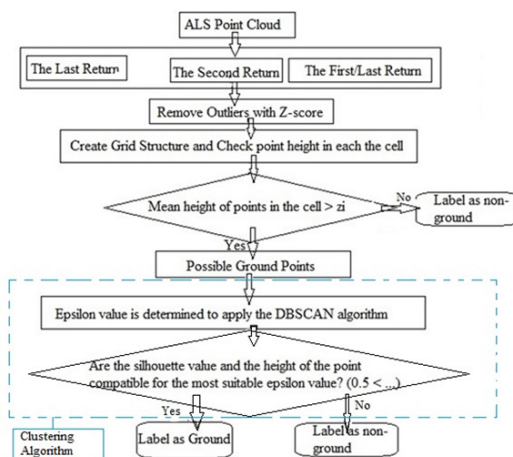 ALS Point Cloud
The Last Return
The Second Return
The First/Last Return
Remove Outliers with Z-score
Create Grid Structure and Check point height in each the cell
Mean height of points in the cell > zi
No
Label as non-
ground
Yes
Possible Ground Points
Epsilon value is determined to apply the DBSCAN algorithm
Are the silhouette value and the height of the point
compatible for the most suitable epsilon value? (0.5 < ...)
Yes
No
Clustering
Algorithm
Label as Ground
Label as non-
ground